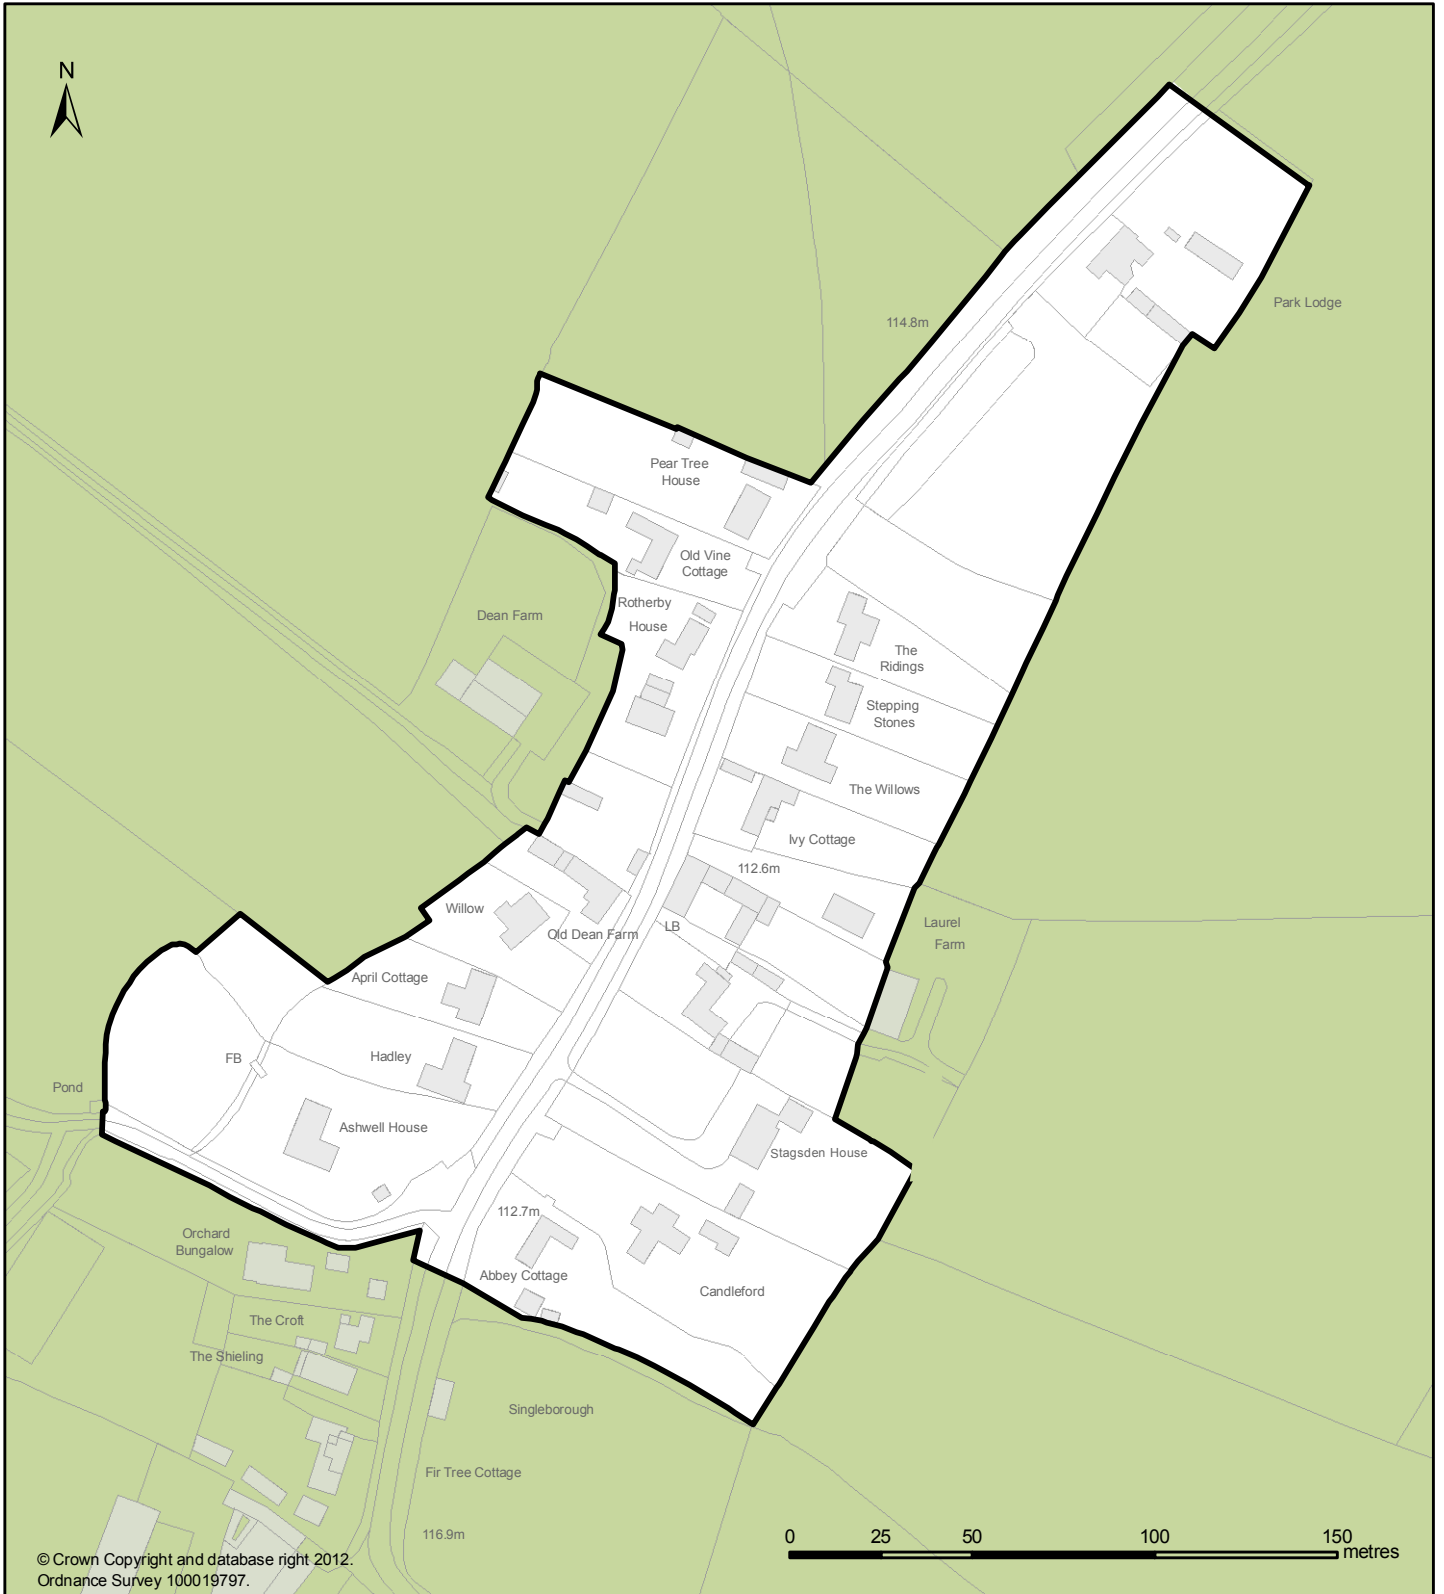 N
Park Lodge
114.8m
Pear Tree
House
Old Vine
Cottage
Rotherby
House
Dean Farm
The
Ridings
Stepping
Stones
The Willows
Ivy Cottage
112.6m
Willow
Old Dean Farm
LB
Laurel
Farm
April Cottage
Hadley
FB
Pond
Ashwell House
Stagsden House
112.7m
Orchard
Bungalow
Abbey Cottage
Candleford
The Croft
The Shieling
Singleborough
Fir Tree Cottage
116.9m
0 25 50 100 150
metres
© Crown Copyright and database right 2012.
Ordnance Survey 100019797.